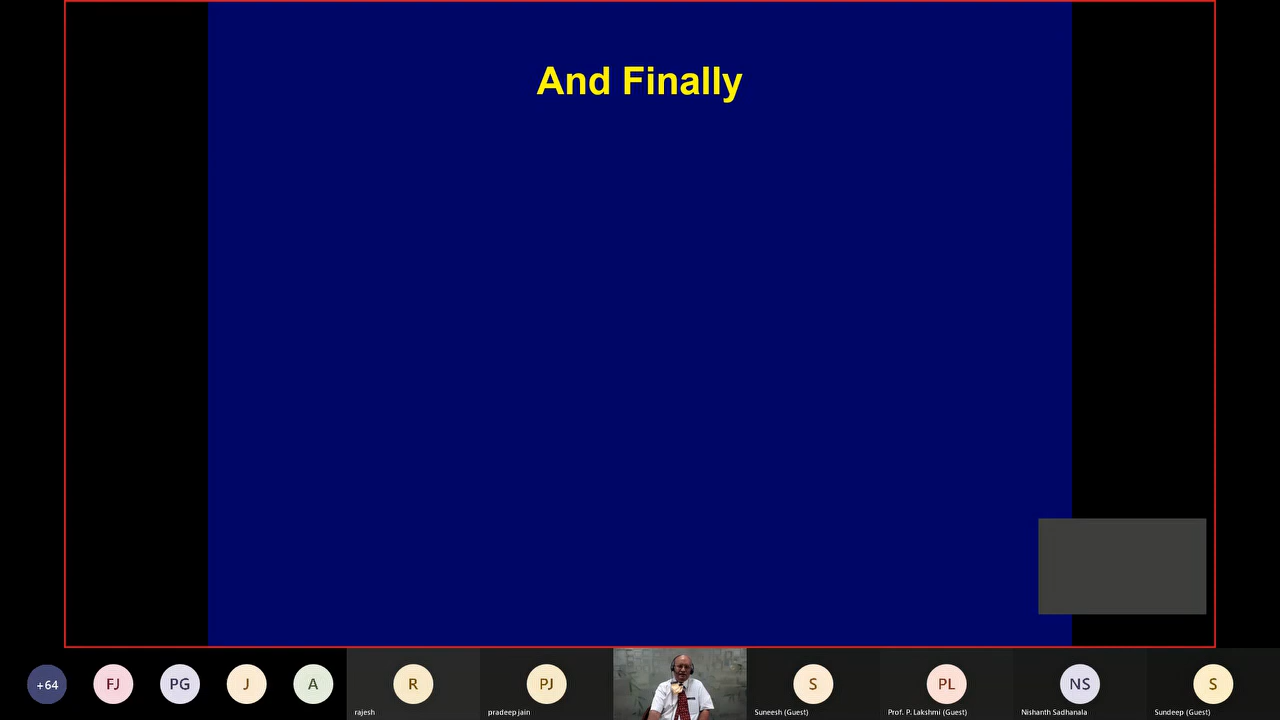 And Finally
+64
FJ
PG
J
A
R
PJ
S
PL
NS
S
rajesh
pradeep jain
Suneesh (Guest)
Prof. P. Lakshmi (Guest)
Nishanth Sadhanala
Sundeep (Guest)